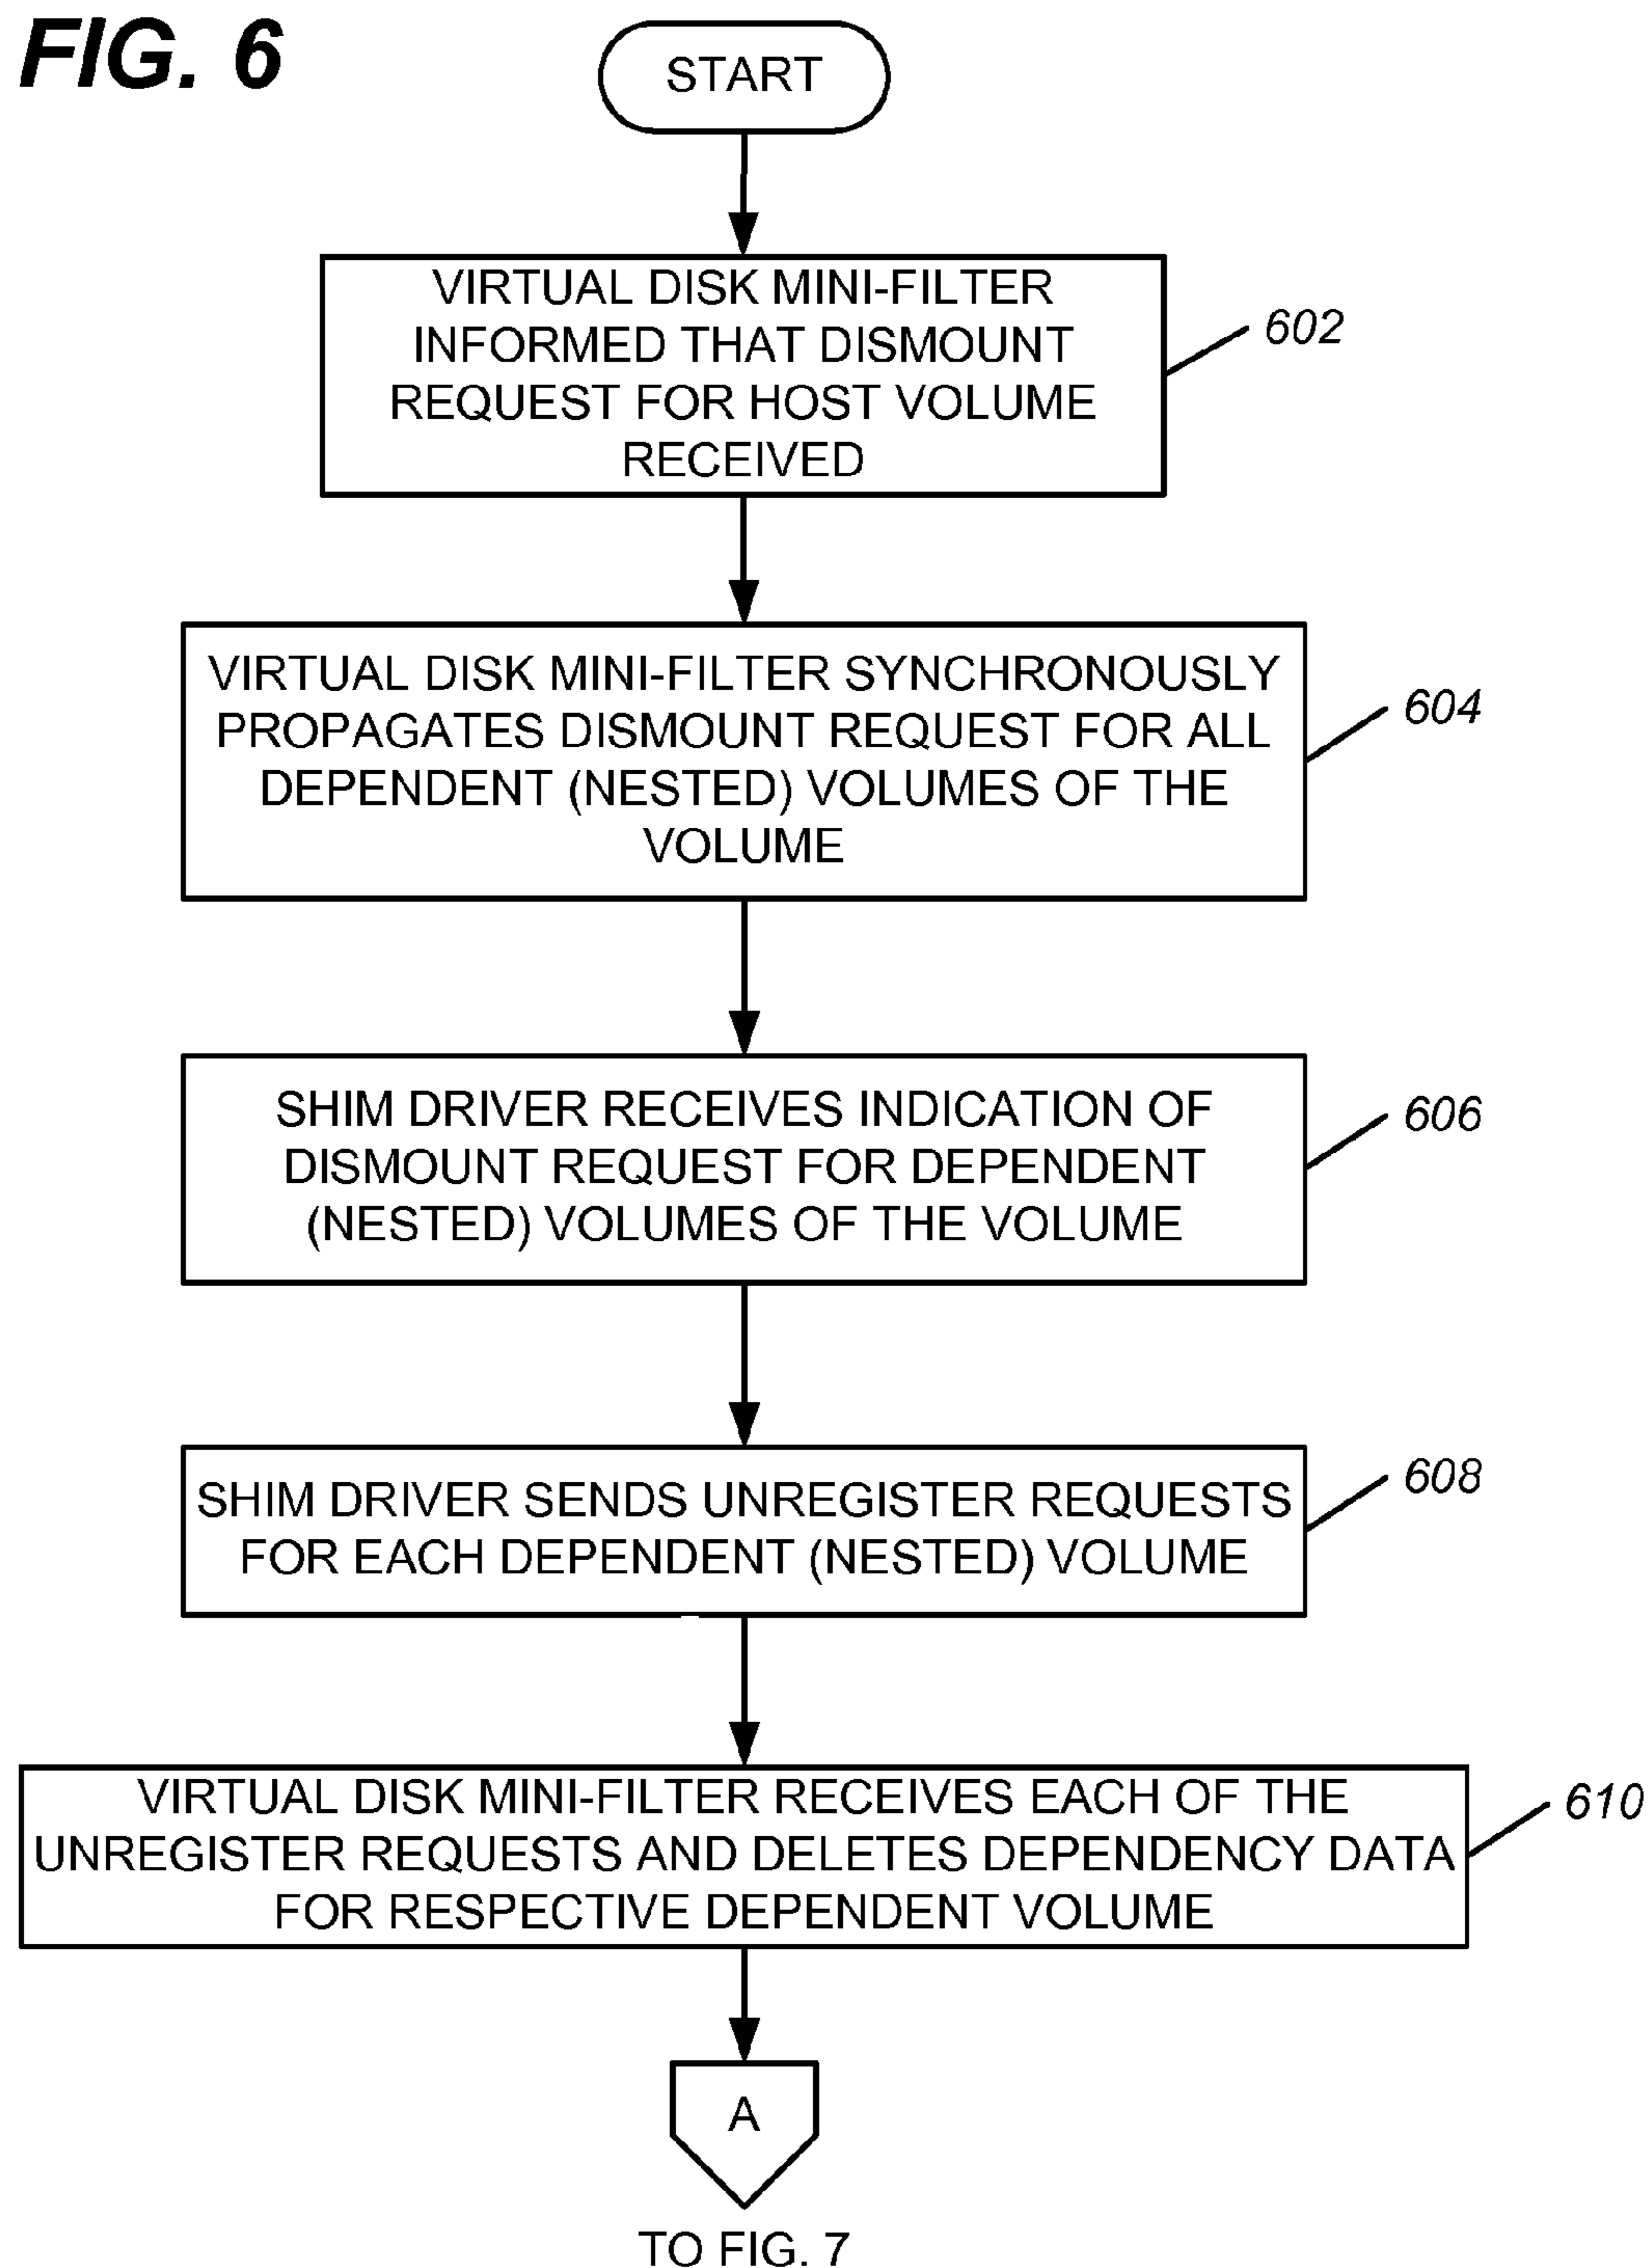 FIG. 6
START
VIRTUAL DISK MINI-FILTER
INFORMED THAT DISMOUNT
REQUEST FOR HOST VOLUME
RECEIVED
602
VIRTUAL DISK MINI-FILTER SYNCHRONOUSLY
PROPAGATES DISMOUNT REQUEST FOR ALL
DEPENDENT (NESTED) VOLUMES OF THE
VOLUME
604
SHIM DRIVER RECEIVES INDICATION OF
DISMOUNT REQUEST FOR DEPENDENT
(NESTED) VOLUMES OF THE VOLUME
606
SHIM DRIVER SENDS UNREGISTER REQUESTS
FOR EACH DEPENDENT (NESTED) VOLUME
608
VIRTUAL DISK MINI-FILTER RECEIVES EACH OF THE
UNREGISTER REQUESTS AND DELETES DEPENDENCY DATA
FOR RESPECTIVE DEPENDENT VOLUME
610
A
TO FIG. 7